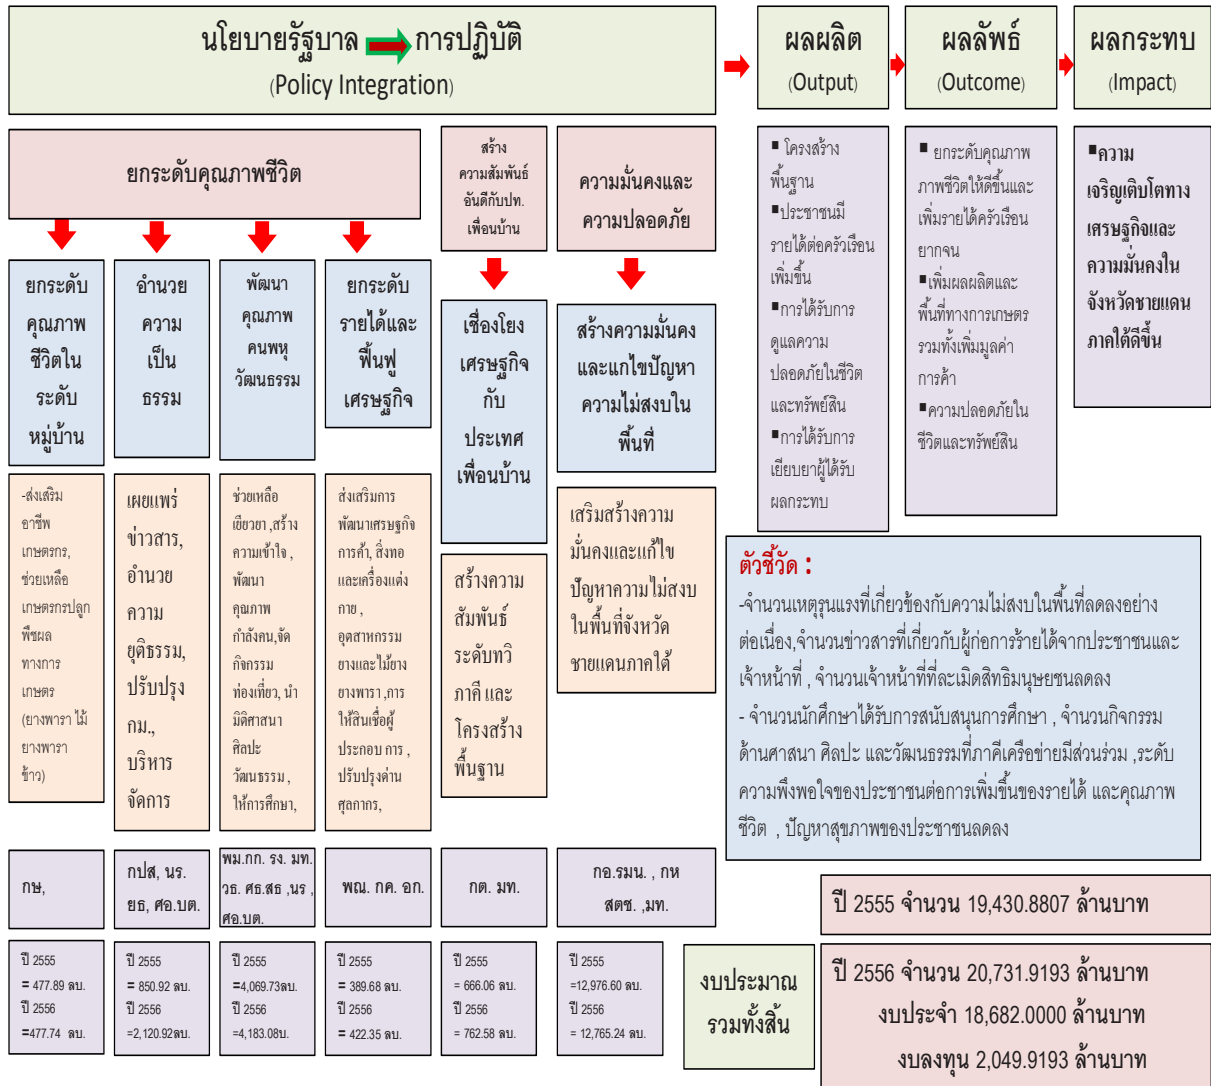 นโยบายรัฐบาล การปฏิบัติ
(Policy Integration)
ผลผลิต
(Output)
ผลลัพธ์
(Outcome)
ผลกระทบ
(Impact)
ยกระดับคุณภาพชีวิต
สร้าง
ความสัมพันธ์
อันดีกับปท.
เพื่อนบ้าน
ความมั่นคงและ
ความปลอดภัย
ยกระดับ
คุณภาพ
ชีวิตใน
ระดับ
หมู่บ้าน
อำนวย
ความ
เป็น
ธรรม
พัฒนา
คุณภาพ
คนพหุ
วัฒนธรรม
ยกระดับ
รายได้และ
ฟื้นฟู
เศรษฐกิจ
เชื่องโยง
เศรษฐกิจ
กับ
ประเทศ
เพื่อนบ้าน
สร้างความมั่นคง
และแก้ไขปัญหา
ความไม่สงบใน
พื้นที่
-ส่งเสริม
อาชีพ
เกษตรกร,
ช่วยเหลือ
เกษตรกรปลูก
พืชผล
ทางการ
เกษตร
(ยางพารา ไม้
ยางพารา
ข้าว)
เผยแพร่
ข่าวสาร,
อำนวย
ความ
ยุติธรรม,
ปรับปรุง
กม.,
บริหาร
จัดการ
ช่วยเหลือ
เยียวยา ,สร้าง
ความเข้าใจ ,
พัฒนา
คุณภาพ
กำลังคน,จัด
กิจกรรม
ท่องเที่ยว, นำ
มิติศาสนา
ศิลปะ
วัฒนธรรม ,
ให้การศึกษา,
ส่งเสริมการ
พัฒนาเศรษฐกิจ
การค้า, สิ่งทอ
และเครื่องแต่ง
กาย ,
อุตสาหกรรม
ยางและไม้ยาง
ยางพารา ,การ
ให้สินเชื่อผู้
ประกอบ การ ,
ปรับปรุงด่าน
ศุลกากร,
สร้างความ
สัมพันธ์
ระดับทวิ
ภาคี และ
โครงสร้าง
พื้นฐาน
เสริมสร้างความ
มั่นคงและแก้ไข
ปัญหาความไม่สงบ
ในพื้นที่จังหวัด
ชายแดนภาคใต้
▪ โครงสร้าง
พื้นฐาน
▪ประชาชนมี
รายได้ต่อครัวเรือน
เพิ่มขึ้น
▪การได้รับการ
ดูแลความ
ปลอดภัยในชีวิต
และทรัพย์สิน
▪การได้รับการ
เยียบยาผู้ได้รับ
ผลกระทบ
▪ ยกระดับคุณภาพ
ภาพชีวิตให้ดีขึ้นและ
เพิ่มรายได้ครัวเรือน
ยากจน
▪เพิ่มผลผลิตและ
พื้นที่ทางการเกษตร
รวมทั้งเพิ่มมูลค่า
การค้า
▪ความปลอดภัยใน
ชีวิตและทรัพย์สิน
▪ความ
เจริญเติบโตทาง
เศรษฐกิจและ
ความมั่นคงใน
จังหวัดชายแดน
ภาคใต้ดีขึ้น
ตัวชี้วัด :
-จำนวนเหตุรุนแรงที่เกี่ยวข้องกับความไม่สงบในพื้นที่ลดลงอย่าง
ต่อเนื่อง,จำนวนข่าวสารที่เกี่ยวกับผู้ก่อการร้ายได้จากประชาชนและ
เจ้าหน้าที่ , จำนวนเจ้าหน้าที่ที่ละเมิดสิทธิมนุษยชนลดลง
- จำนวนนักศึกษาได้รับการสนับสนุนการศึกษา , จำนวนกิจกรรม
ด้านศาสนา ศิลปะ และวัฒนธรรมที่ภาคีเครือข่ายมีส่วนร่วม ,ระดับ
ความพึงพอใจของประชาชนต่อการเพิ่มขึ้นของรายได้ และคุณภาพ
ชีวิต , ปัญหาสุขภาพของประชาชนลดลง
กษ,
กปส, นร.
ยธ, ศอ.บต.
พม.กก. รง. มท.
วธ. ศธ.สธ ,นร ,
ศอ.บต.
พณ. กค. อก.
กต. มท.
กอ.รมน. , กห
สตช. ,มท.
ปี 2555
= 477.89 ลบ.
ปี 2556
=477.74 ลบ.
ปี 2555
= 850.92 ลบ.
ปี 2556
=2,120.92ลบ.
ปี 2555
=4,069.73ลบ.
ปี 2556
=4,183.08บ.
ปี 2555
= 389.68 ลบ.
ปี 2556
= 422.35 ลบ.
ปี 2555
= 666.06 ลบ.
ปี 2556
= 762.58 ลบ.
ปี 2555
=12,976.60 ลบ.
ปี 2556
= 12,765.24 ลบ.
งบประมาณ
รวมทั้งสิ้น
ปี 2555 จำนวน 19,430.8807 ล้านบาท
ปี 2556 จำนวน 20,731.9193 ล้านบาท
งบประจำ 18,682.0000 ล้านบาท
งบลงทุน 2,049.9193 ล้านบาท